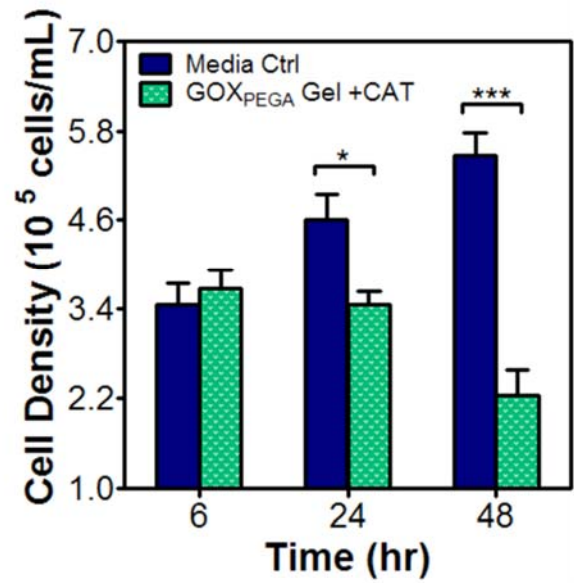 7.0
Media Ctrl
GOXPEGA Gel +CAT
***
5.8
*
4.6
3.4
2.2
1.0
Cell Density (10 5 cells/mL)
6 24 48
Time (hr)